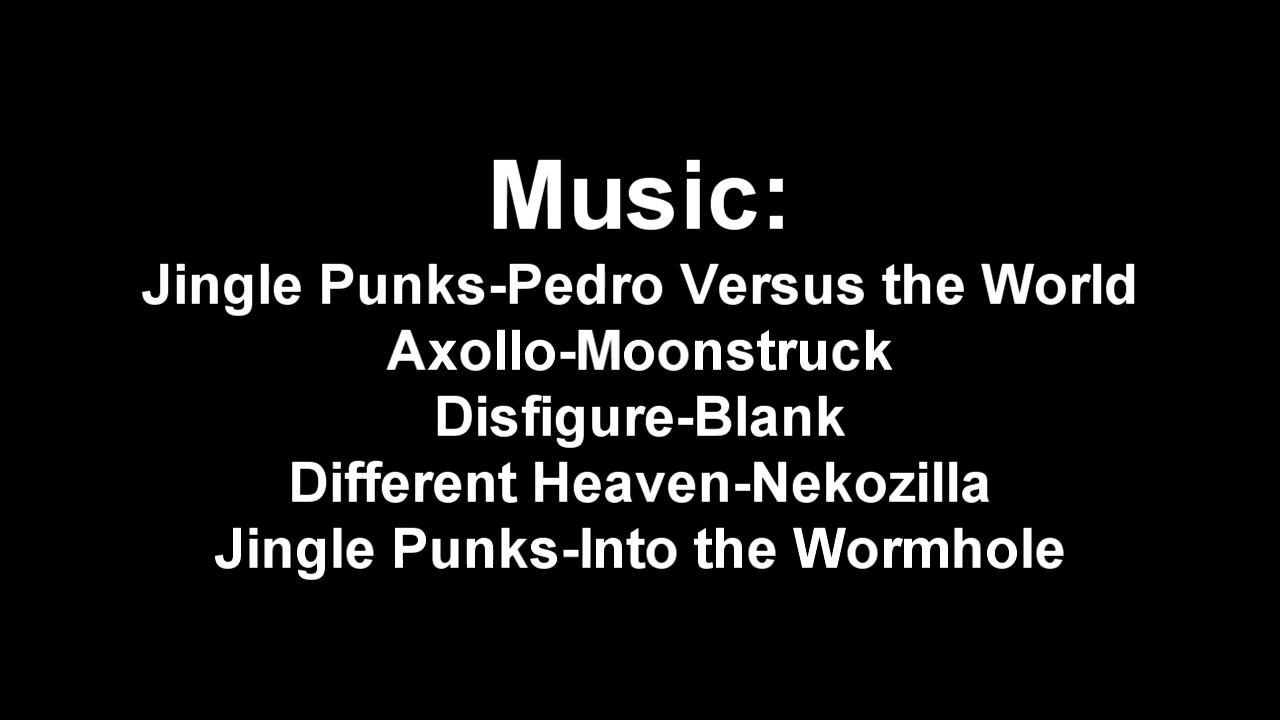 Music:
Jingle Punks-Pedro Versus the World
Axollo-Moonstruck
Disfigure-Blank
Different Heaven-Nekozilla
Jingle Punks-Into the Wormhole